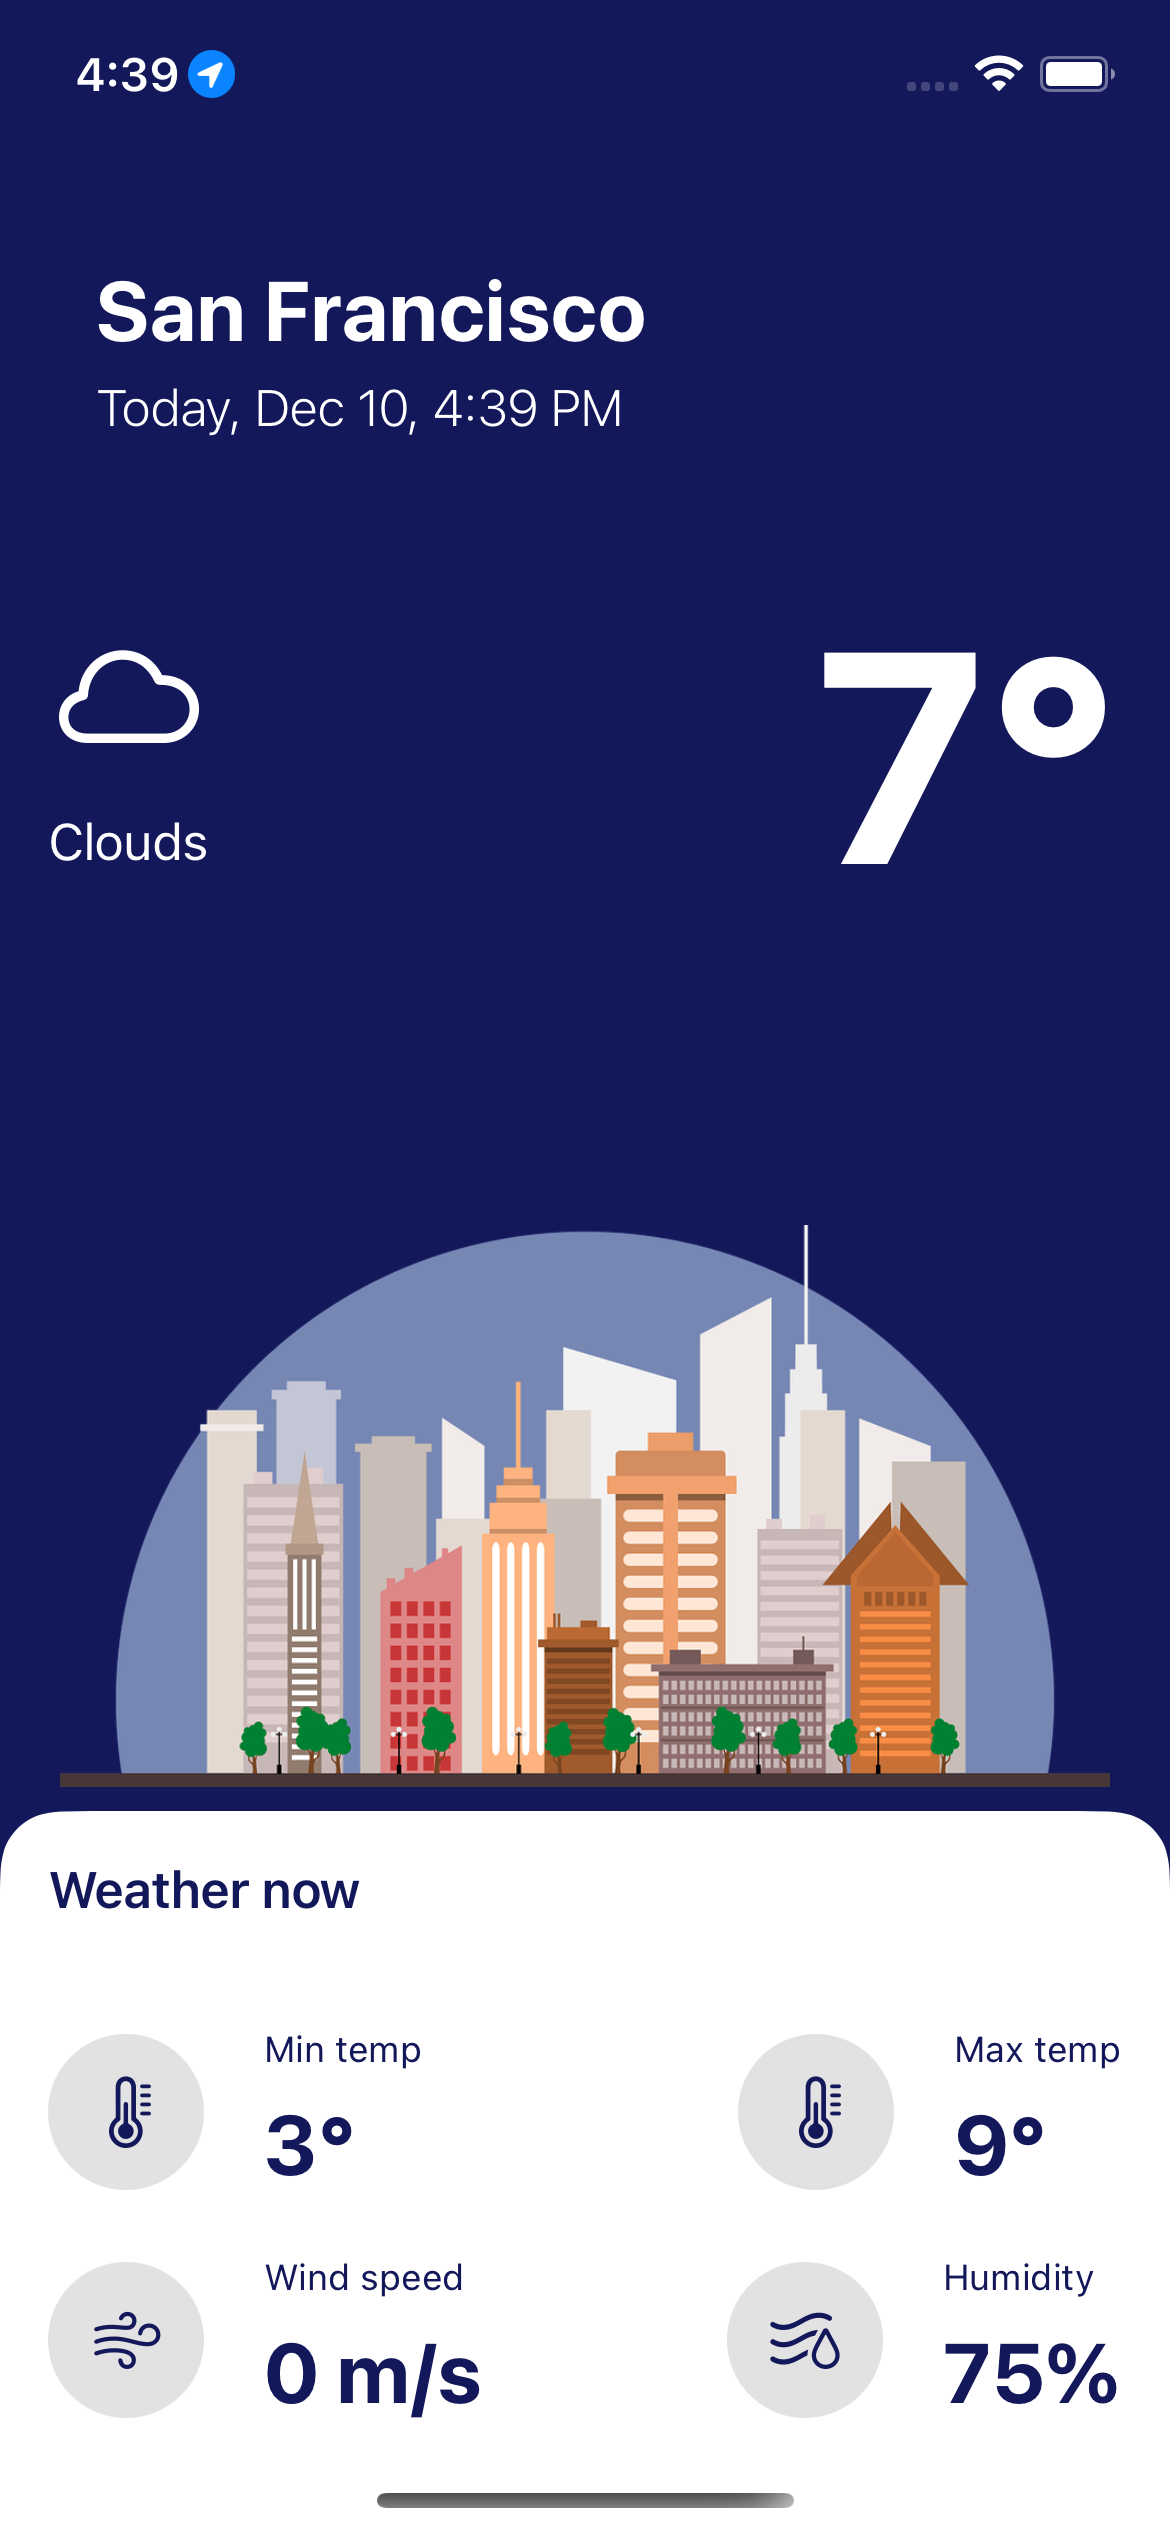 4:39
San Francisco
Today, Dec 10, 4:39 PM
7°
Clouds
Weather now
Min temp
3°
Max temp
9°
Wind speed
0 m/s
Humidity
75%